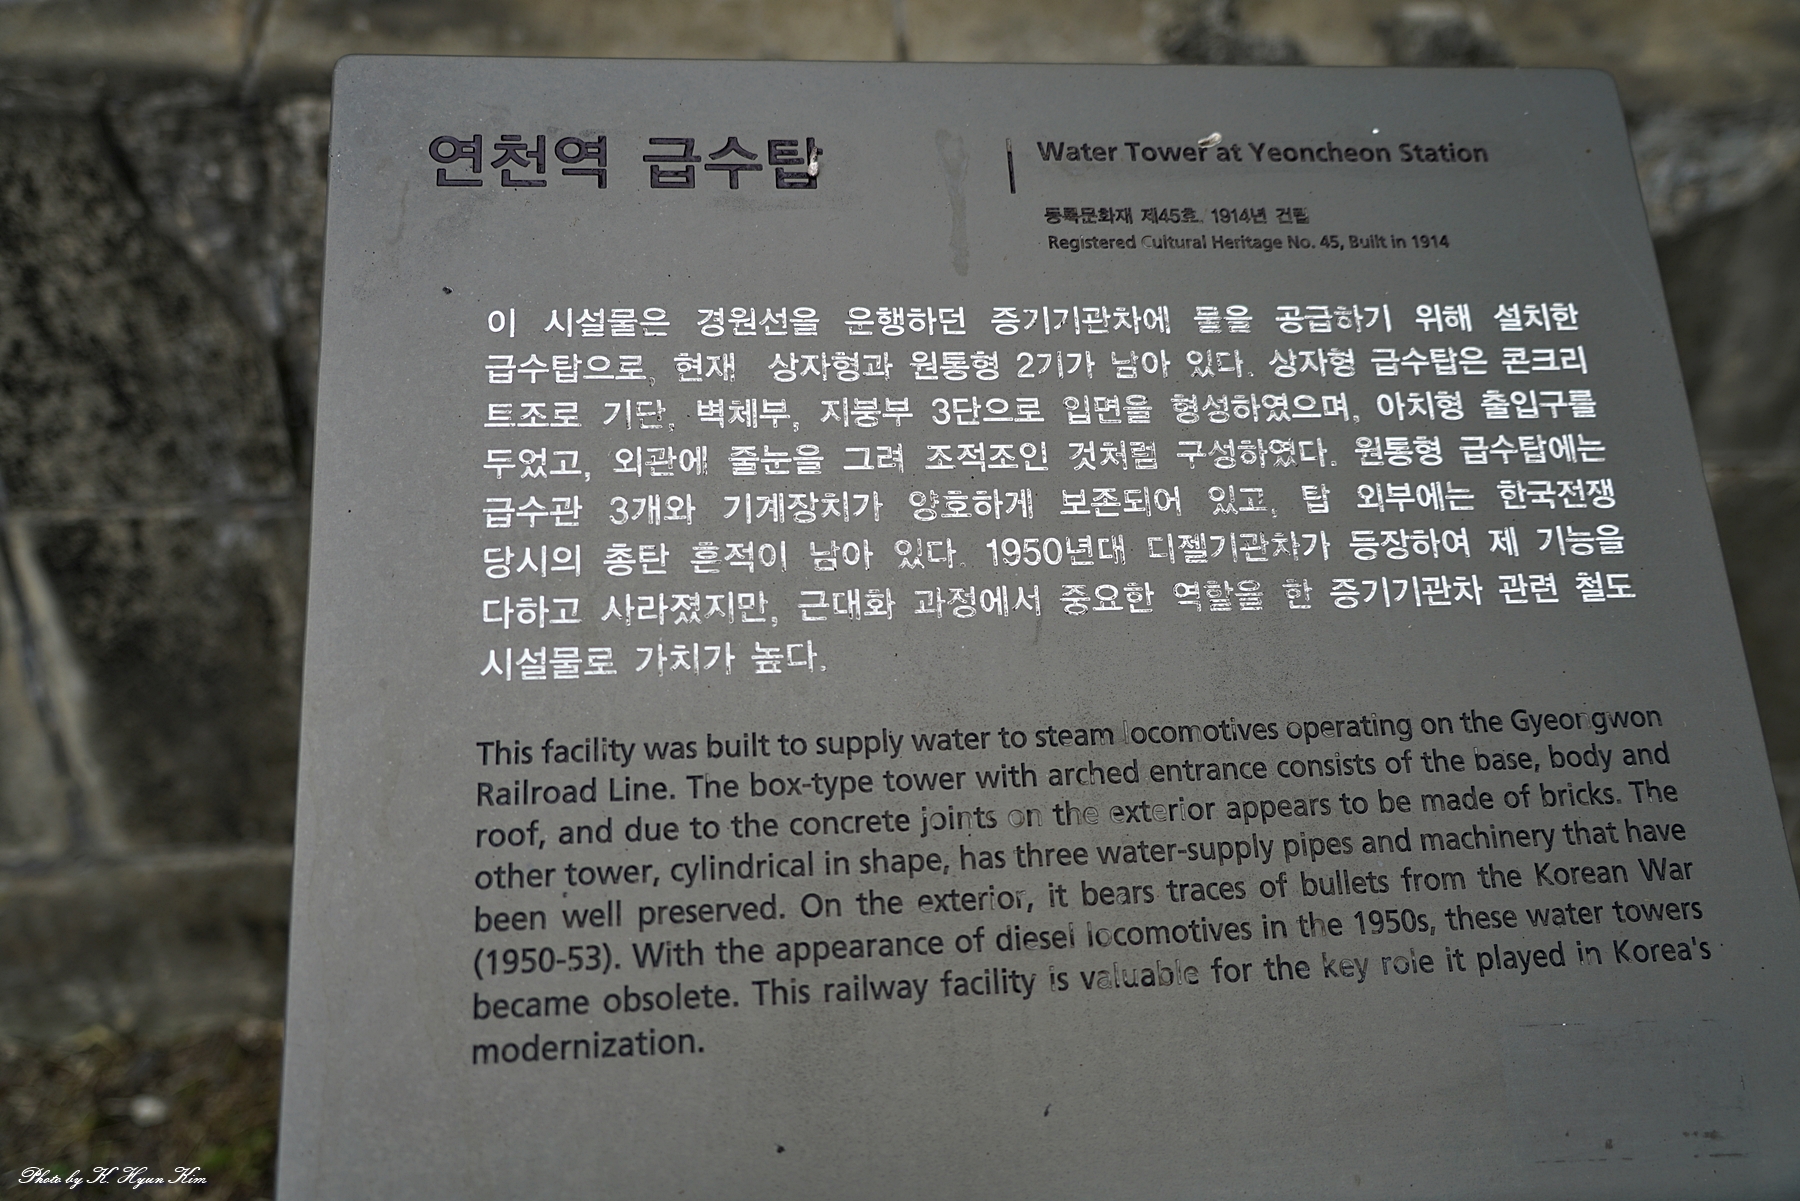 연천역 급수탑
Water Tower at Yeoncheon Station
등록문화재 제45호, 1914년 건립
Registered Cultural Heritage No. 45, Built in 1914
이 시설물은 경원선을 운행하던 증기기관차에 물을 공급하기 위해 설치한
급수탑으로, 현재 상자형과 원통형 2기가 남아 있다. 상자형 급수탑은 콘크리
트조로 기단, 벽체부, 지붕부 3단으로 입면을 형성하였으며, 아치형 출입구를
두었고, 외관에 줄눈을 그려 조적조인 것처럼 구성하였다. 원통형 급수탑에는
급수관 3개와 기계장치가 양호하게 보존되어 있고, 탑 외부에는 한국전쟁
당시의 총탄 흔적이 남아 있다. 1950년대 디젤기관차가 등장하여 제 기능을
다하고 사라졌지만, 근대화 과정에서 중요한 역할을 한 증기기관차 관련 철도
시설물로 가치가 높다.
This facility was built to supply water to steam locomotives operating on the Gyeongwon
Railroad Line. The box-type tower with arched entrance consists of the base, body and
roof, and due to the concrete joints on the exterior appears to be made of bricks. The
other tower, cylindrical in shape, has three water-supply pipes and machinery that have
been well preserved. On the exterior, it bears traces of bullets from the Korean War
(1950-53). With the appearance of diesel locomotives in the 1950s, these water towers
became obsolete. This railway facility is valuable for the key role it played in Korea's
modernization.
Photo by K. Hyun Kim